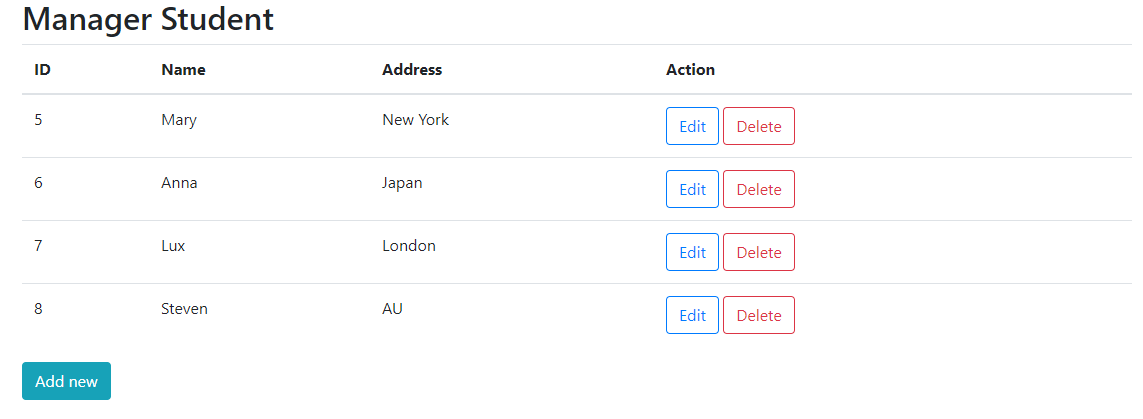 Manager Student
ID Name Address Action
5 Mary New York Edit Delete
6 Anna Japan Edit Delete
7 Lux London Edit Delete
8 Steven AU Edit Delete
Add new